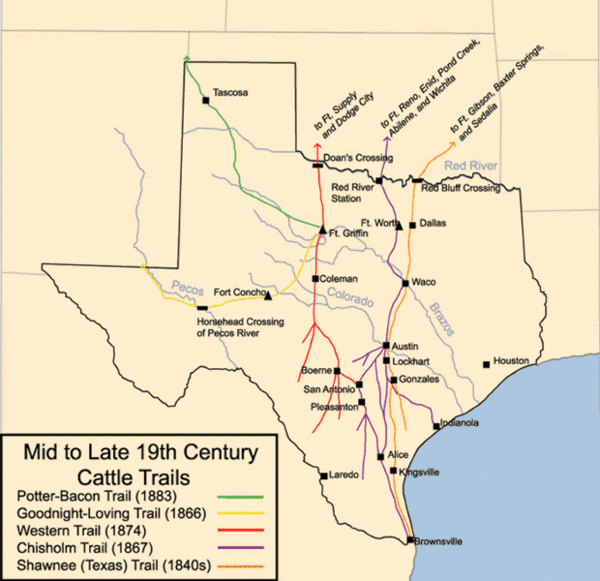 to Ft. Supply
and Dodge City
to Ft. Reno, Enid, Pond Creek,
Abilene, and Wichita
to Ft. Gibson, Baxter Springs,
and Sedalia
Tascosa
Doan's Crossing
Red River
Red River
Station
Red Bluff Crossing
Ft. Griffin
Ft. Worth
Dallas
Coleman
Waco
Pecos
Fort Concho
Colorado
Brazos
Horsehead Crossing
of Pecos River
Austin
Lockhart
Houston
Boerne
Gonzales
San Antonio
Pleasanton
Indianola
Alice
Laredo
Kingsville
Brownsville
Mid to Late 19th Century
Cattle Trails
Potter-Bacon Trail (1883)
Goodnight-Loving Trail (1866)
Western Trail (1874)
Chisholm Trail (1867)
Shawnee (Texas) Trail (1840s)